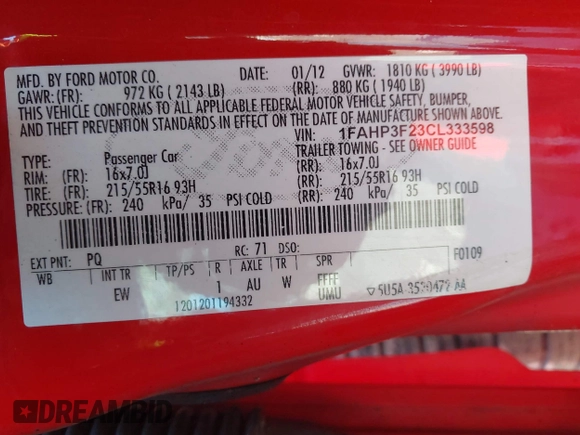 MFD. BY FORD MOTOR CO. DATE: 01/12 GVWR: 1810 KG ( 3990 LB)
GAWR: (FR): 972 KG ( 2143 LB) (RR): 880 KG ( 1940 LB)
THIS VEHICLE CONFORMS TO ALL APPLICABLE FEDERAL MOTOR VEHICLE SAFETY, BUMPER,
AND THEFT PREVENTION STANDARDS IN EFFECT ON THE DATE OF MANUFACTURE SHOWN ABOVE.
VIN: 1FAHP3F23CL333598
TYPE: Passenger Car TRAILER TOWING - SEE OWNER GUIDE
RIM: (FR): 16x7.0J (RR): 16x7.0J
TIRE: (FR): 215/55R16 93H (RR): 215/55R16 93H
PRESSURE: (FR): 240 kPa/ 35 PSI COLD (RR): 240 kPa/ 35 PSI COLD
EXT PNT: PQ RC: 71 DSO: F0109
WB INT TR TP/PS R AXLE TR SPR
EW 1 AU W FFFE UMU
1201201194332
DREAMBID